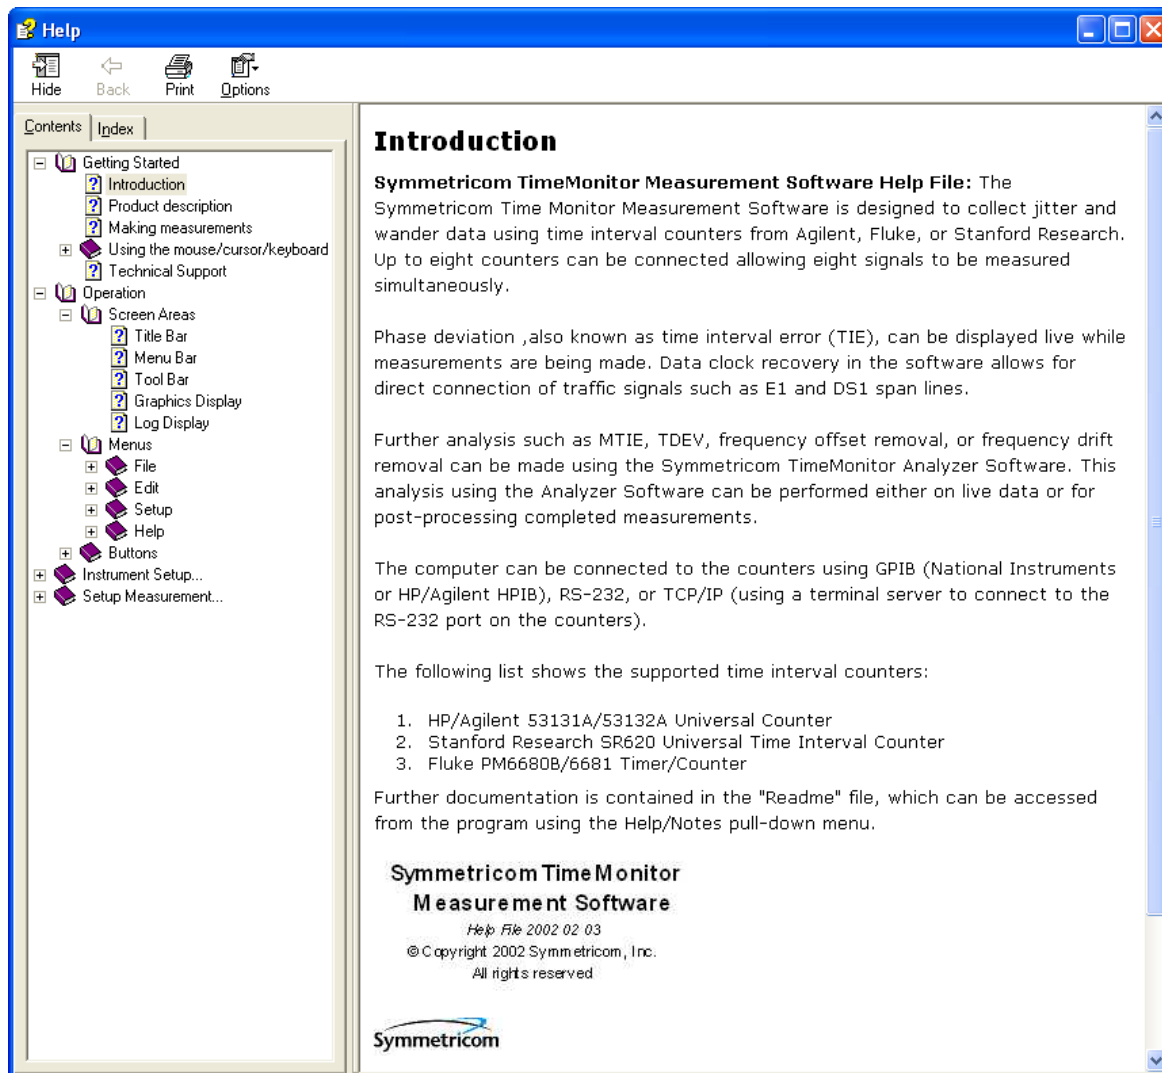 Help
Hide Back Print Options
Contents Index
Getting Started
Introduction
Product description
Making measurements
Using the mouse/cursor/keyboard
Technical Support
Operation
Screen Areas
Title Bar
Menu Bar
Tool Bar
Graphics Display
Log Display
Menus
File
Edit
Setup
Help
Buttons
Instrument Setup...
Setup Measurement...
Introduction
Symmetricom TimeMonitor Measurement Software Help File: The
Symmetricom Time Monitor Measurement Software is designed to collect jitter and
wander data using time interval counters from Agilent, Fluke, or Stanford Research.
Up to eight counters can be connected allowing eight signals to be measured
simultaneously.
Phase deviation ,also known as time interval error (TIE), can be displayed live while
measurements are being made. Data clock recovery in the software allows for
direct connection of traffic signals such as E1 and DS1 span lines.
Further analysis such as MTIE, TDEV, frequency offset removal, or frequency drift
removal can be made using the Symmetricom TimeMonitor Analyzer Software. This
analysis using the Analyzer Software can be performed either on live data or for
post-processing completed measurements.
The computer can be connected to the counters using GPIB (National Instruments
or HP/Agilent HPIB), RS-232, or TCP/IP (using a terminal server to connect to the
RS-232 port on the counters).
The following list shows the supported time interval counters:
1. HP/Agilent 53131A/53132A Universal Counter
2. Stanford Research SR620 Universal Time Interval Counter
3. Fluke PM6680B/6681 Timer/Counter
Further documentation is contained in the "Readme" file, which can be accessed
from the program using the Help/Notes pull-down menu.
Symmetricom TimeMonitor
Measurement Software
Help File 2002 02 03
© Copyright 2002 Symmetricom, Inc.
All rights reserved
Symmetricom